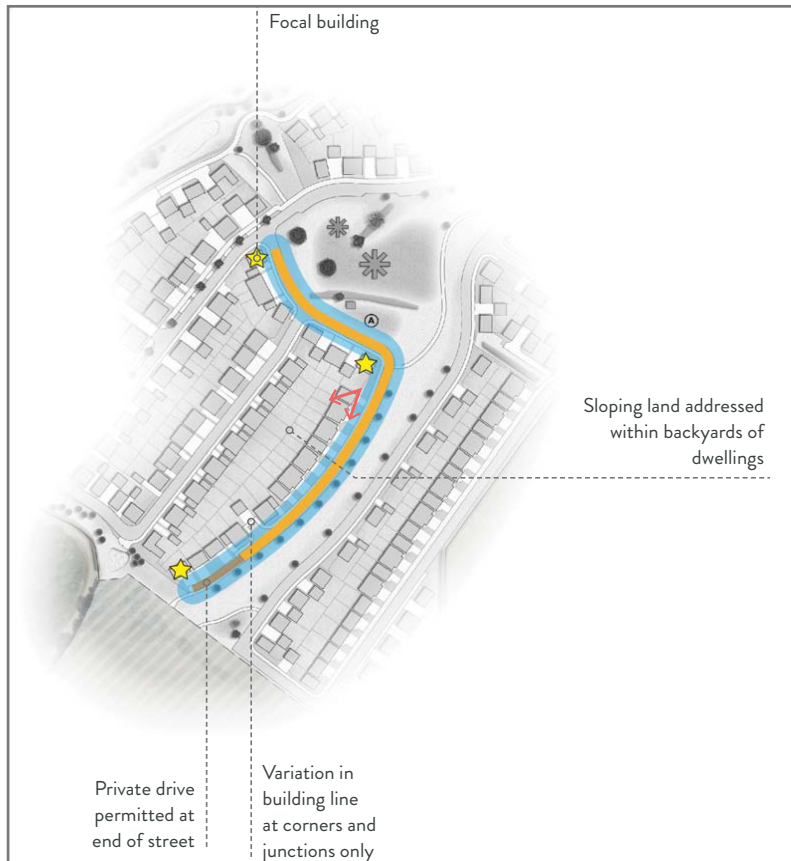 Focal building
A
Sloping land addressed
within backyards of
dwellings
Private drive
permitted at
end of street
Variation in
building line
at corners and
junctions only